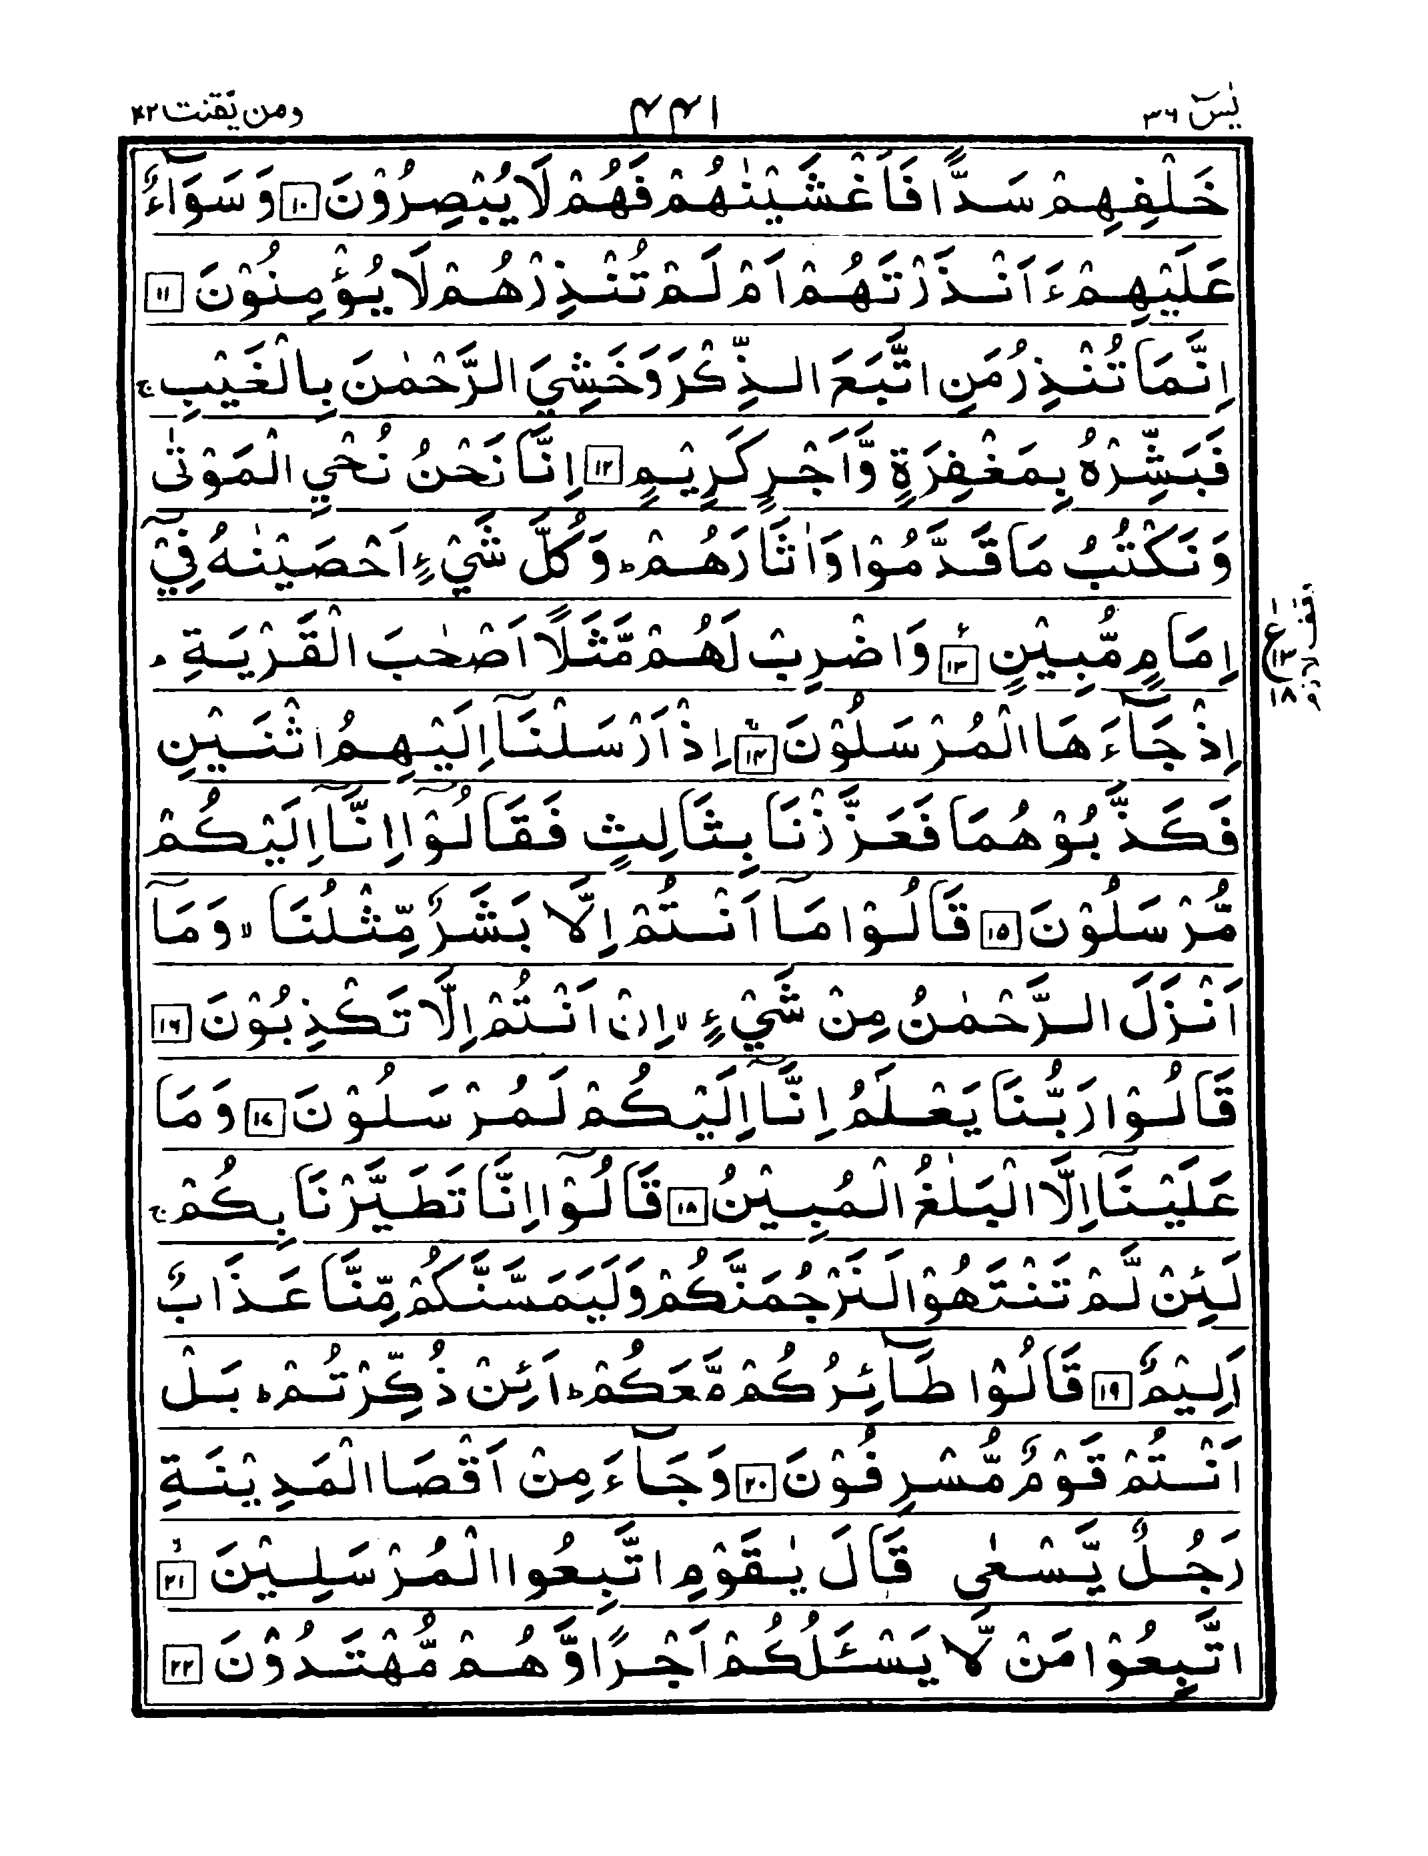 یٰسٓ ٣٦
٤٤١
ومن يقنت ٢٢
خَلْفِهِمْ سَدًّا فَاَغْشَيْنٰهُمْ فَهُمْ لَا يُبْصِرُوْنَ ١٠ وَ سَوَآءٌ
عَلَيْهِمْ ءَاَنْذَرْتَهُمْ اَمْ لَمْ تُنْذِرْهُمْ لَا يُؤْمِنُوْنَ ١١
اِنَّمَا تُنْذِرُ مَنِ اتَّبَعَ الذِّكْرَ وَ خَشِيَ الرَّحْمٰنَ بِالْغَيْبِ ۚ
فَبَشِّرْهُ بِمَغْفِرَةٍ وَّ اَجْرٍ كَرِيْمٍ ١٢ اِنَّا نَحْنُ نُحْيِ الْمَوْتٰى
وَ نَكْتُبُ مَا قَدَّمُوْا وَ اٰثَارَهُمْ ؕ وَ كُلَّ شَيْءٍ اَحْصَيْنٰهُ فِيْٓ
اِمَامٍ مُّبِيْنٍ ١٣ وَ اضْرِبْ لَهُمْ مَّثَلًا اَصْحٰبَ الْقَرْيَةِ ۘ
ع ١٣ ١٨
اِذْ جَآءَهَا الْمُرْسَلُوْنَ ١٤ اِذْ اَرْسَلْنَآ اِلَيْهِمُ اثْنَيْنِ
فَكَذَّبُوْهُمَا فَعَزَّزْنَا بِثَالِثٍ فَقَالُوْٓا اِنَّآ اِلَيْكُمْ
مُّرْسَلُوْنَ ١٥ قَالُوْا مَآ اَنْتُمْ اِلَّا بَشَرٌ مِّثْلُنَا ۙ وَ مَآ
اَنْزَلَ الرَّحْمٰنُ مِنْ شَيْءٍ ۙ اِنْ اَنْتُمْ اِلَّا تَكْذِبُوْنَ ١٦
قَالُوْا رَبُّنَا يَعْلَمُ اِنَّآ اِلَيْكُمْ لَمُرْسَلُوْنَ ١٧ وَ مَا
عَلَيْنَآ اِلَّا الْبَلٰغُ الْمُبِيْنُ ١٨ قَالُوْٓا اِنَّا تَطَيَّرْنَا بِكُمْ ۚ
لَئِنْ لَّمْ تَنْتَهُوْا لَنَرْجُمَنَّكُمْ وَ لَيَمَسَّنَّكُمْ مِّنَّا عَذَابٌ
اَلِيْمٌ ١٩ قَالُوْا طَآئِرُكُمْ مَّعَكُمْ ؕ اَئِنْ ذُكِّرْتُمْ ؕ بَلْ
اَنْتُمْ قَوْمٌ مُّسْرِفُوْنَ ٢٠ وَ جَآءَ مِنْ اَقْصَا الْمَدِيْنَةِ
رَجُلٌ يَّسْعٰى قَالَ يٰقَوْمِ اتَّبِعُوا الْمُرْسَلِيْنَ ٢١
اتَّبِعُوْا مَنْ لَّا يَسْئَلُكُمْ اَجْرًا وَّ هُمْ مُّهْتَدُوْنَ ٢٢